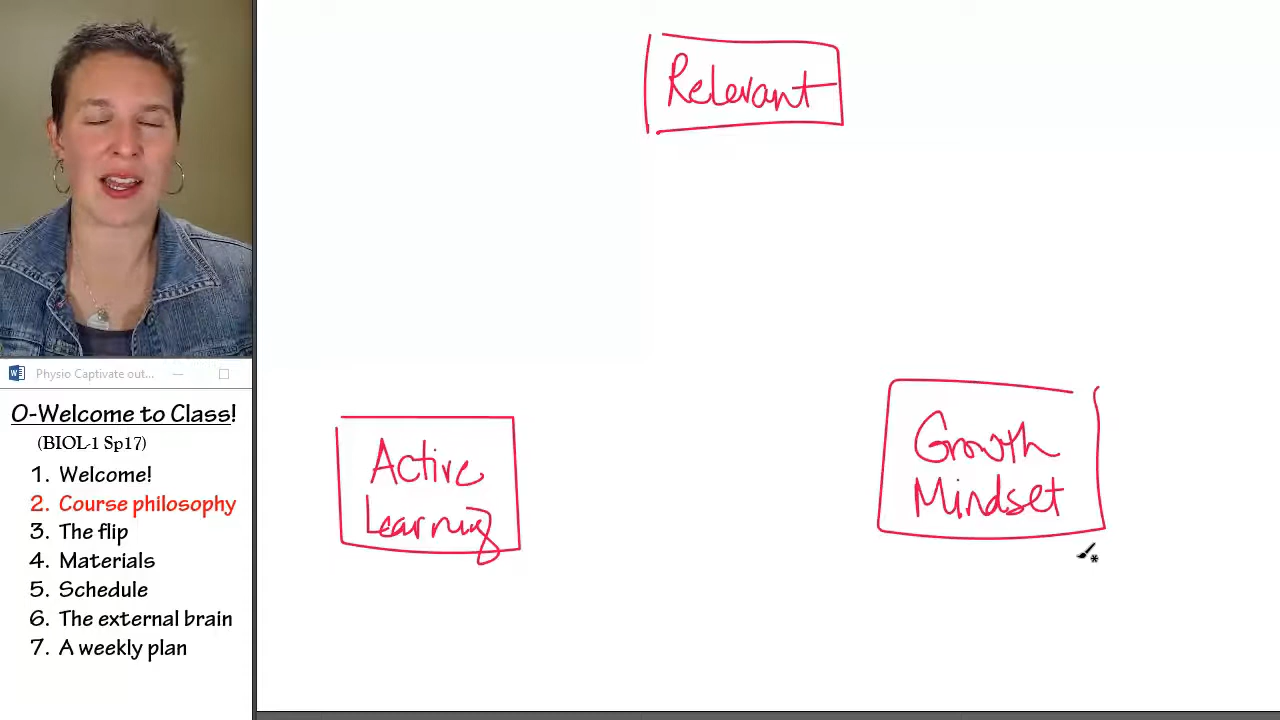 Relevant
Active
Learning
Growth
Mindset
Physio Captivate out...
0-Welcome to Class!
(BIOL-1 Sp17)
1. Welcome!
2. Course philosophy
3. The flip
4. Materials
5. Schedule
6. The external brain
7. A weekly plan